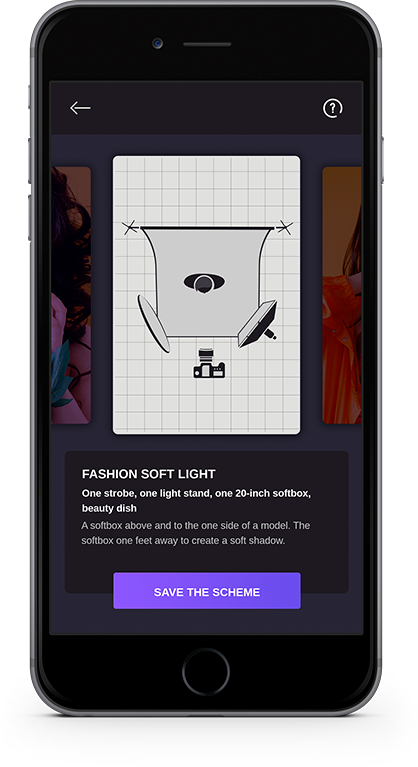 FASHION SOFT LIGHT
One strobe, one light stand, one 20-inch softbox,
beauty dish
A softbox above and to the one side of a model. The
softbox one feet away to create a soft shadow.
SAVE THE SCHEME